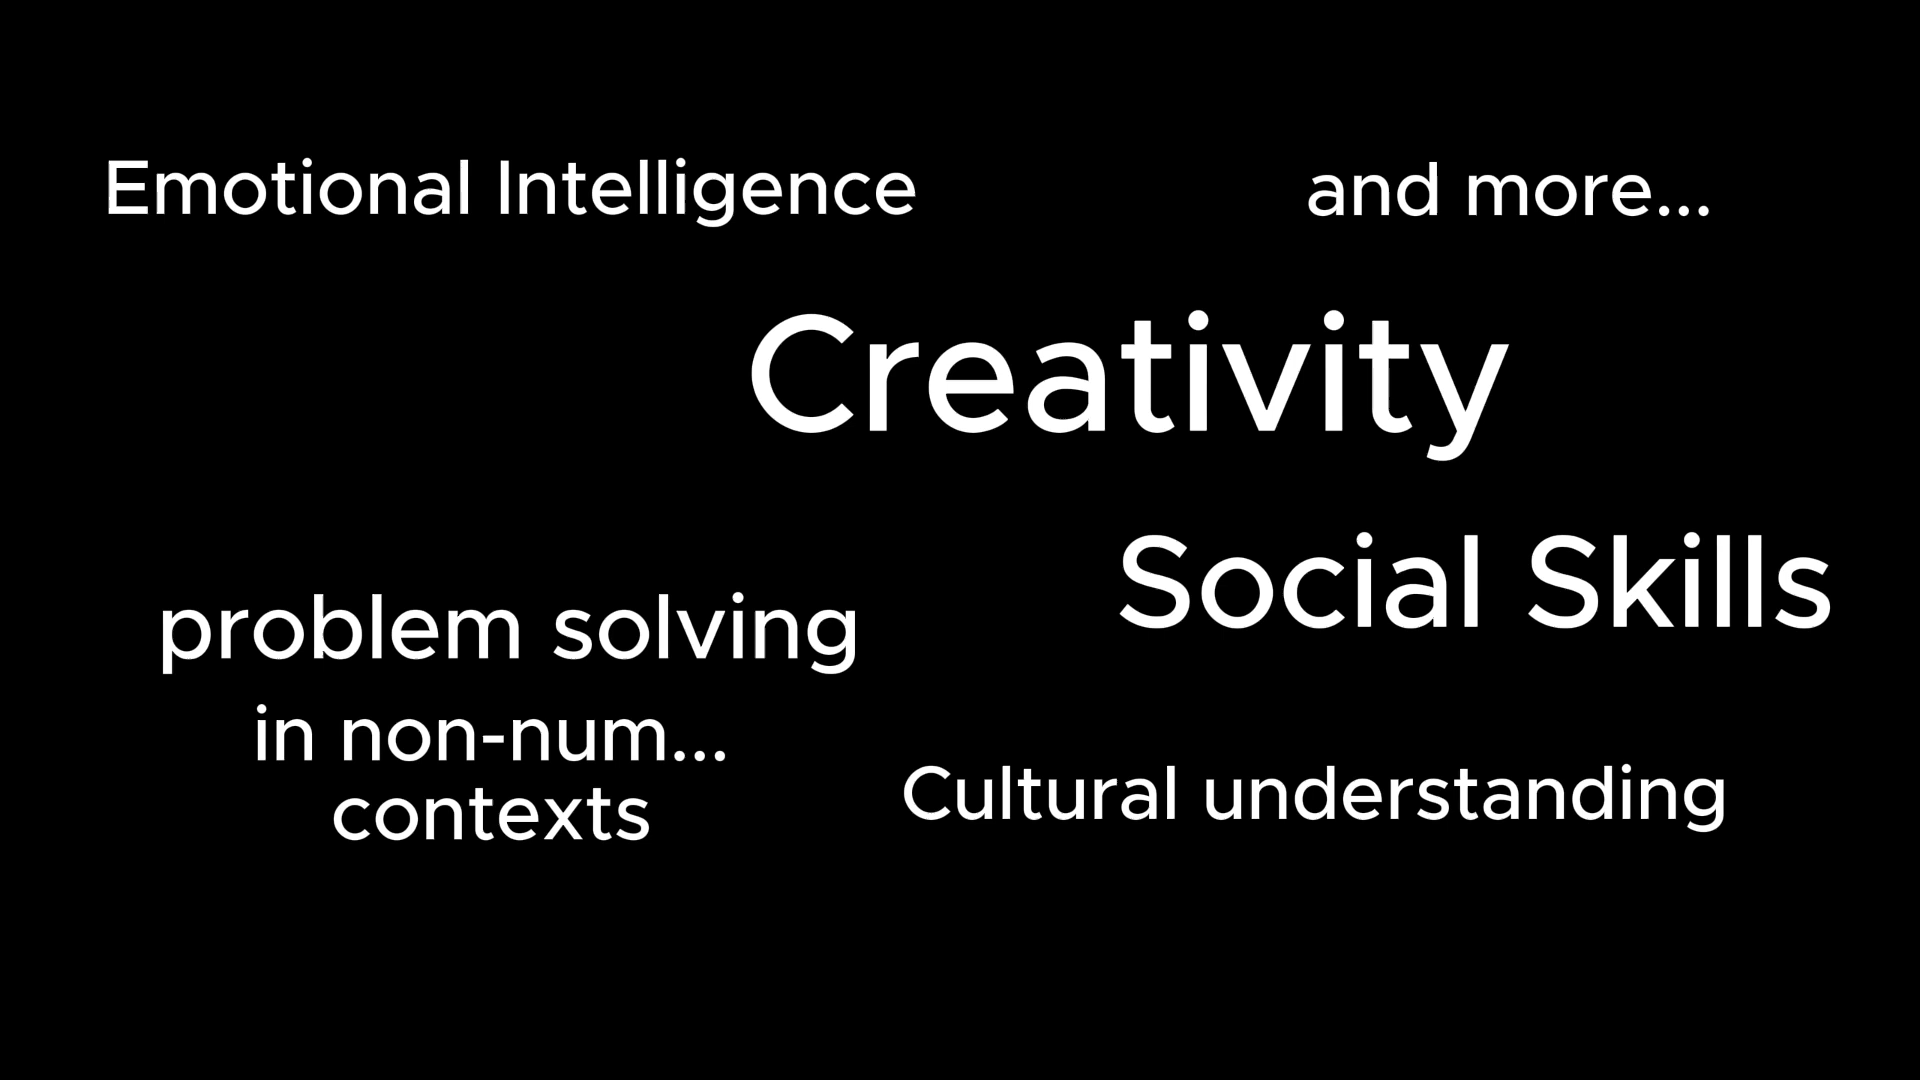 Emotional Intelligence
and more...
Creativity
Social Skills
problem solving
in non-num...
contexts
Cultural understanding